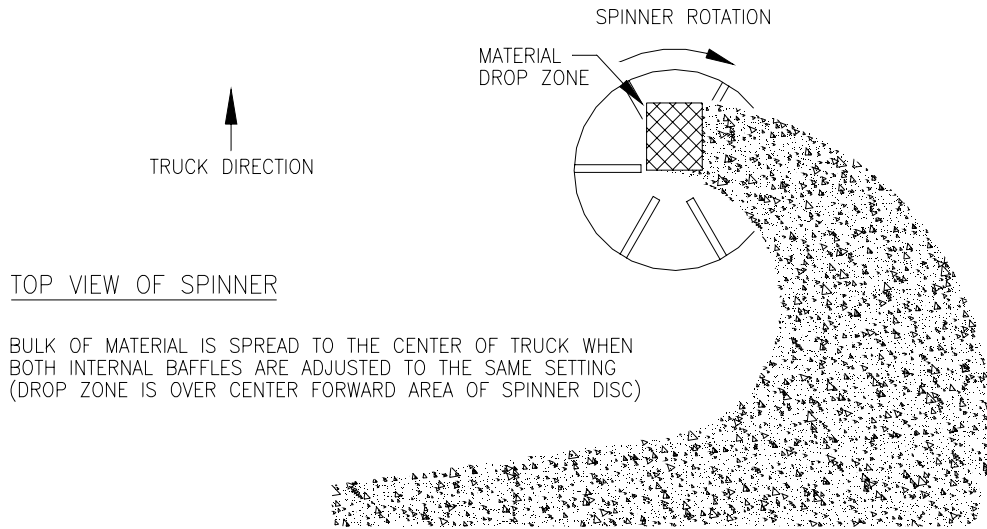 SPINNER ROTATION
MATERIAL
DROP ZONE
TRUCK DIRECTION
TOP VIEW OF SPINNER
BULK OF MATERIAL IS SPREAD TO THE CENTER OF TRUCK WHEN
BOTH INTERNAL BAFFLES ARE ADJUSTED TO THE SAME SETTING
(DROP ZONE IS OVER CENTER FORWARD AREA OF SPINNER DISC)